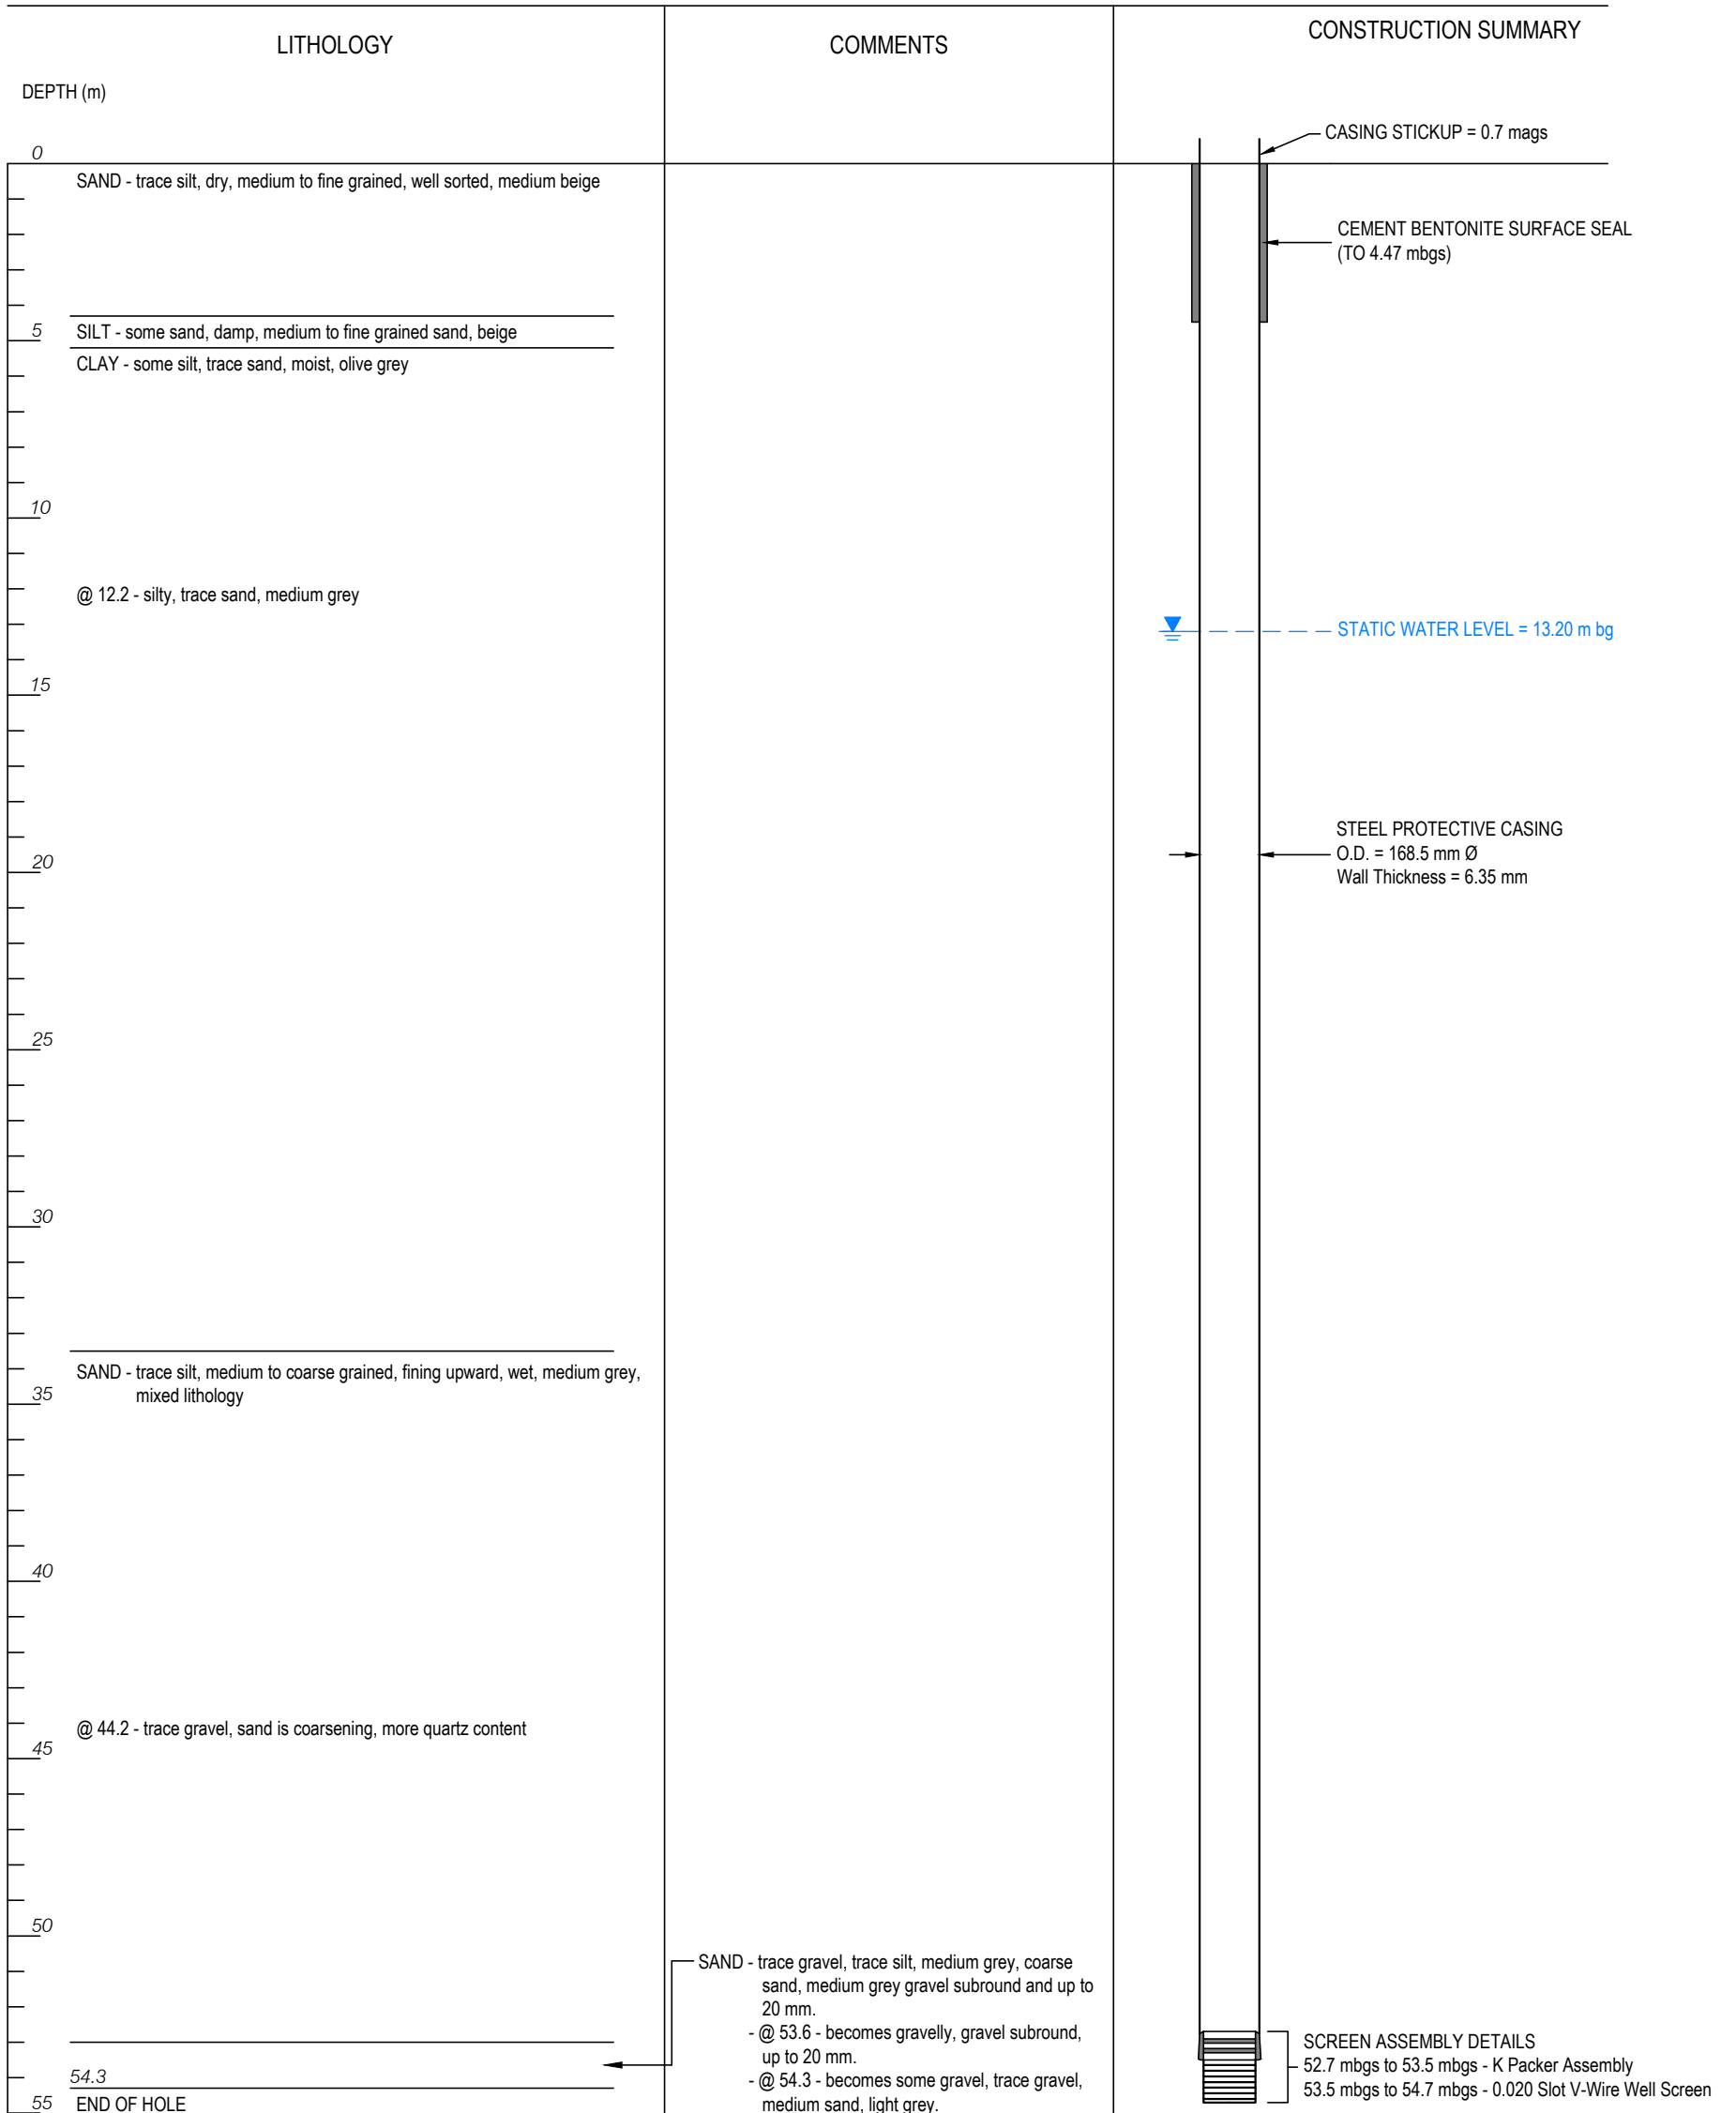 LITHOLOGY
COMMENTS
CONSTRUCTION SUMMARY
DEPTH (m)
CASING STICKUP = 0.7 mags
0
SAND - trace silt, dry, medium to fine grained, well sorted, medium beige
CEMENT BENTONITE SURFACE SEAL
(TO 4.47 mbgs)
5
SILT - some sand, damp, medium to fine grained sand, beige
CLAY - some silt, trace sand, moist, olive grey
10
@ 12.2 - silty, trace sand, medium grey
STATIC WATER LEVEL = 13.20 m bg
15
STEEL PROTECTIVE CASING
O.D. = 168.5 mm Ø
Wall Thickness = 6.35 mm
20
25
30
SAND - trace silt, medium to coarse grained, fining upward, wet, medium grey,
mixed lithology
35
40
@ 44.2 - trace gravel, sand is coarsening, more quartz content
45
50
SAND - trace gravel, trace silt, medium grey, coarse
sand, medium grey gravel subround and up to
20 mm.
- @ 53.6 - becomes gravelly, gravel subround,
up to 20 mm.
- @ 54.3 - becomes some gravel, trace gravel,
medium sand, light grey.
SCREEN ASSEMBLY DETAILS
52.7 mbgs to 53.5 mbgs - K Packer Assembly
53.5 mbgs to 54.7 mbgs - 0.020 Slot V-Wire Well Screen
54.3
55
END OF HOLE